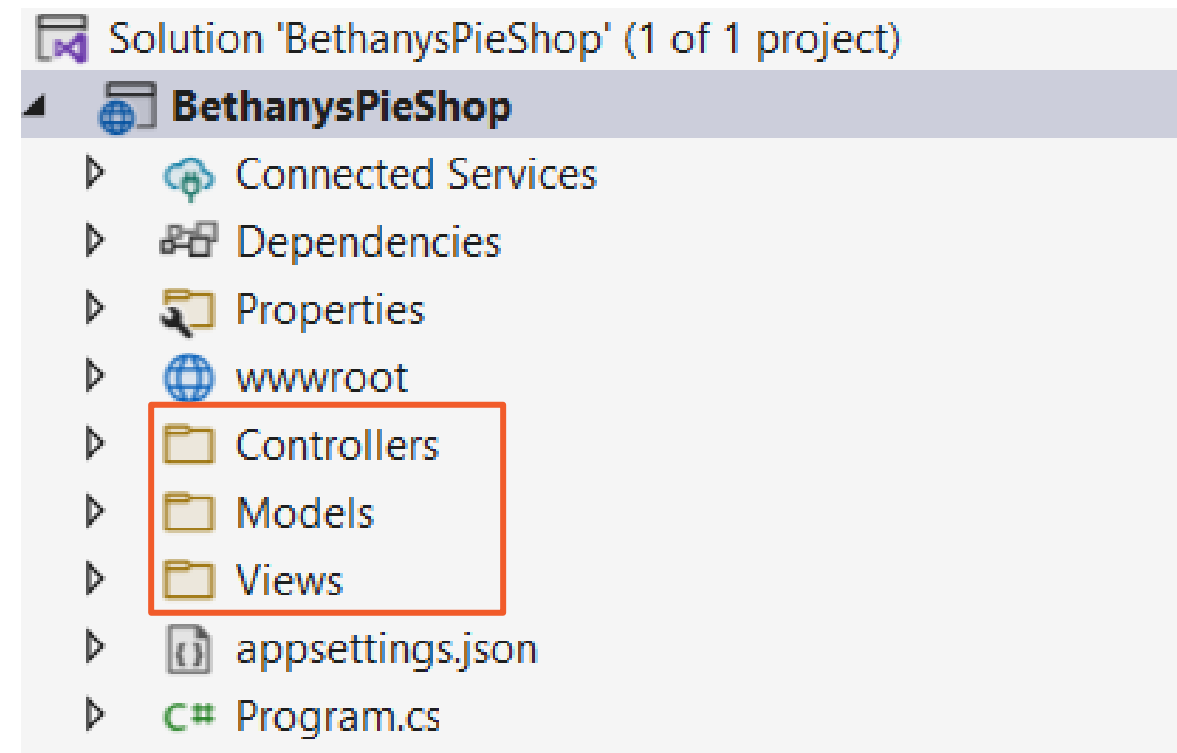 Solution 'BethanysPieShop' (1 of 1 project)
BethanysPieShop
Connected Services
Dependencies
Properties
wwwroot
Controllers
Models
Views
appsettings.json
C# Program.cs